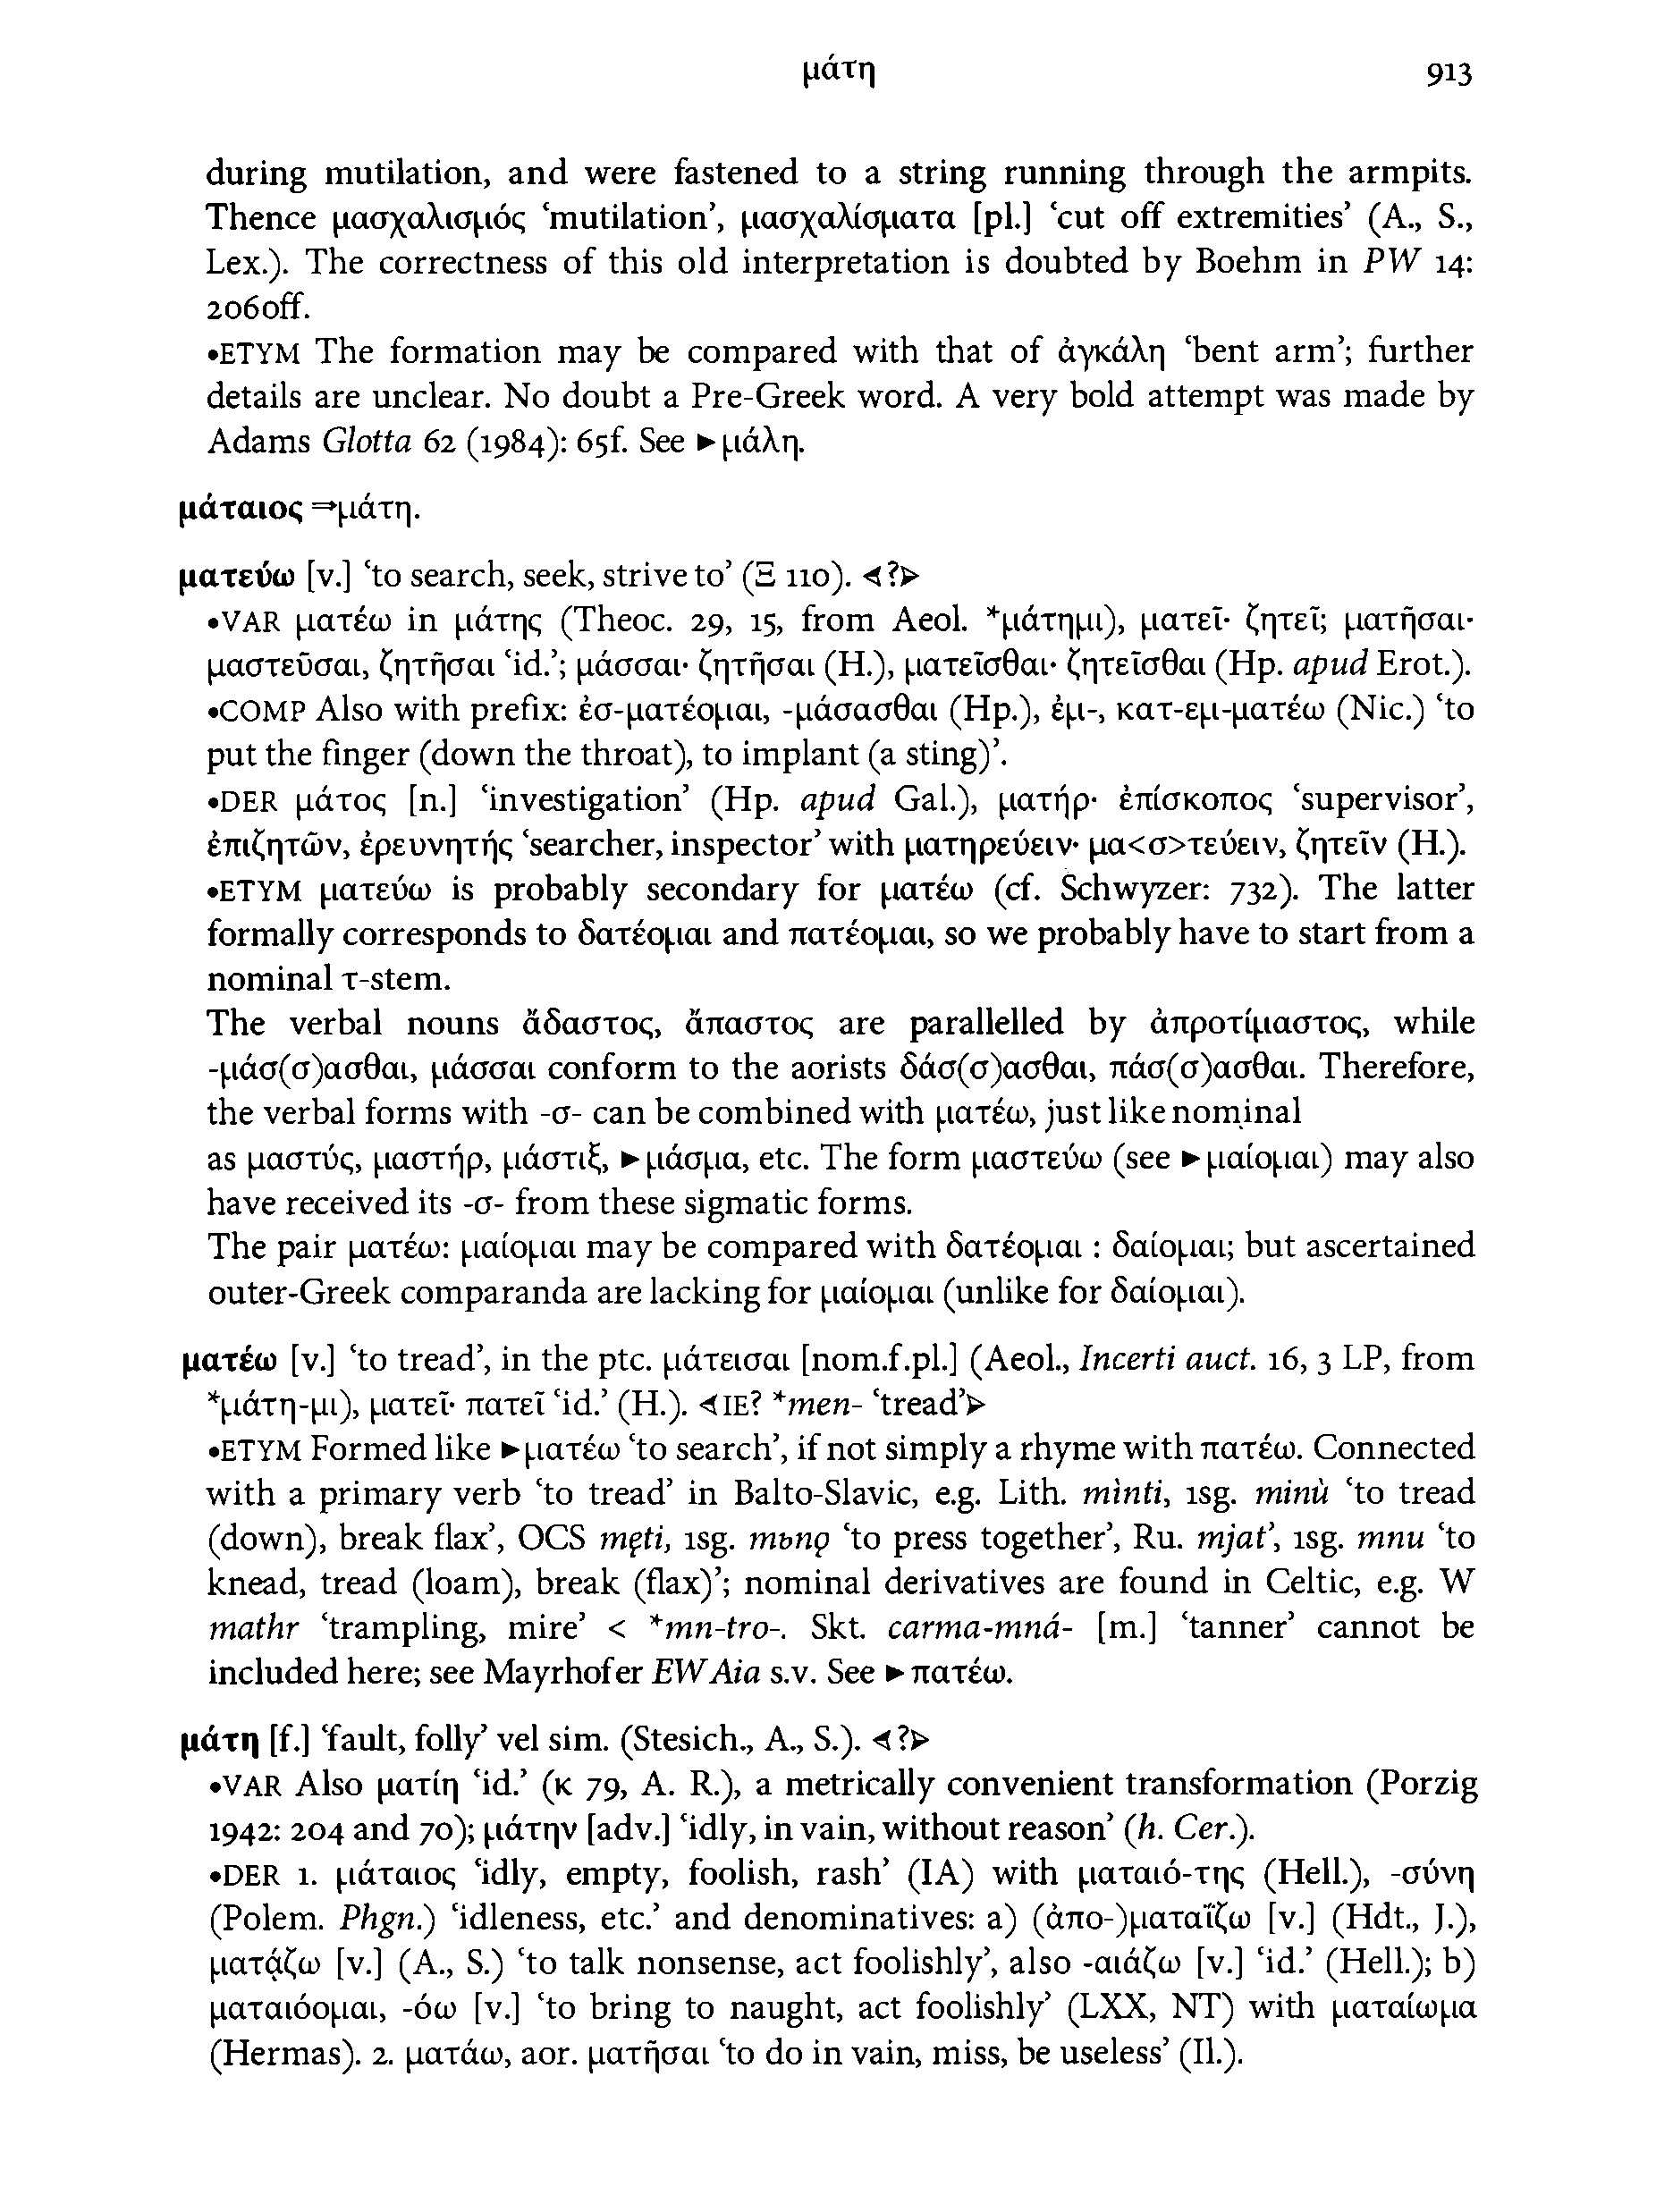 μάτη 913
during mutilation, and were fastened to a string running through the armpits.
Thence μασχαλισμός ‘mutilation’, μασχαλίσματα [pl.] ‘cut off extremities’ (A., S.,
Lex.). The correctness of this old interpretation is doubted by Boehm in PW 14:
2060ff.
•ETYM The formation may be compared with that of ἀγκάλη ‘bent arm’; further
details are unclear. No doubt a Pre-Greek word. A very bold attempt was made by
Adams Glotta 62 (1984): 65f. See ►μάλη.
μάταιος ⇒μάτη.
ματεύω [v.] ‘to search, seek, strive to’ (Ξ 110). ◁?▷
•VAR ματέω in μάτης (Theoc. 29, 15, from Aeol. *μάτημι), ματεῖ· ζητεῖ; ματῆσαι·
μαστεῦσαι, ζητῆσαι ‘id.’; μάσσαι· ζητῆσαι (H.), ματεῖσθαι· ζητεῖσθαι (Hp. apud Erot.).
•COMP Also with prefix: ἐσ-ματέομαι, -μάσασθαι (Hp.), ἐμ-, κατ-εμ-ματέω (Nic.) ‘to
put the finger (down the throat), to implant (a sting)’.
•DER μάτος [n.] ‘investigation’ (Hp. apud Gal.), ματήρ· ἐπίσκοπος ‘supervisor’,
ἐπιζητῶν, ἐρευνητής ‘searcher, inspector’ with ματηρεύειν· μα<σ>τεύειν, ζητεῖν (H.).
•ETYM ματεύω is probably secondary for ματέω (cf. Schwyzer: 732). The latter
formally corresponds to δατέομαι and πατέομαι, so we probably have to start from a
nominal τ-stem.
The verbal nouns ἄδαστος, ἄπαστος are parallelled by ἀπροτίμαστος, while
-μάσ(σ)ασθαι, μάσσαι conform to the aorists δάσ(σ)ασθαι, πάσ(σ)ασθαι. Therefore,
the verbal forms with -σ- can be combined with ματέω, just like nominal
as μαστύς, μαστήρ, μάστιξ, ►μάσμα, etc. The form μαστεύω (see ►μαίομαι) may also
have received its -σ- from these sigmatic forms.
The pair ματέω: μαίομαι may be compared with δατέομαι : δαίομαι; but ascertained
outer-Greek comparanda are lacking for μαίομαι (unlike for δαίομαι).
ματέω [v.] ‘to tread’, in the ptc. μάτεισαι [nom.f.pl.] (Aeol., Incerti auct. 16, 3 LP, from
*μάτη-μι), ματεῖ· πατεῖ ‘id.’ (H.). ◁IE? *men- ‘tread’▷
•ETYM Formed like ►ματέω ‘to search’, if not simply a rhyme with πατέω. Connected
with a primary verb ‘to tread’ in Balto-Slavic, e.g. Lith. mìnti, 1sg. minù ‘to tread
(down), break flax’, OCS męti, 1sg. mьnǫ ‘to press together’, Ru. mjat’, 1sg. mnu ‘to
knead, tread (loam), break (flax)’; nominal derivatives are found in Celtic, e.g. W
mathr ‘trampling, mire’ < *mn-tro-. Skt. carma-mná- [m.] ‘tanner’ cannot be
included here; see Mayrhofer EWAia s.v. See ►πατέω.
μάτη [f.] ‘fault, folly’ vel sim. (Stesich., A., S.). ◁?▷
•VAR Also ματίη ‘id.’ (κ 79, A. R.), a metrically convenient transformation (Porzig
1942: 204 and 70); μάτην [adv.] ‘idly, in vain, without reason’ (h. Cer.).
•DER 1. μάταιος ‘idly, empty, foolish, rash’ (IA) with ματαιό-της (Hell.), -σύνη
(Polem. Phgn.) ‘idleness, etc.’ and denominatives: a) (ἀπο-)ματαΐζω [v.] (Hdt., J.),
ματᾴζω [v.] (A., S.) ‘to talk nonsense, act foolishly’, also -αιάζω [v.] ‘id.’ (Hell.); b)
ματαιόομαι, -όω [v.] ‘to bring to naught, act foolishly’ (LXX, NT) with ματαίωμα
(Hermas). 2. ματάω, aor. ματῆσαι ‘to do in vain, miss, be useless’ (Il.).